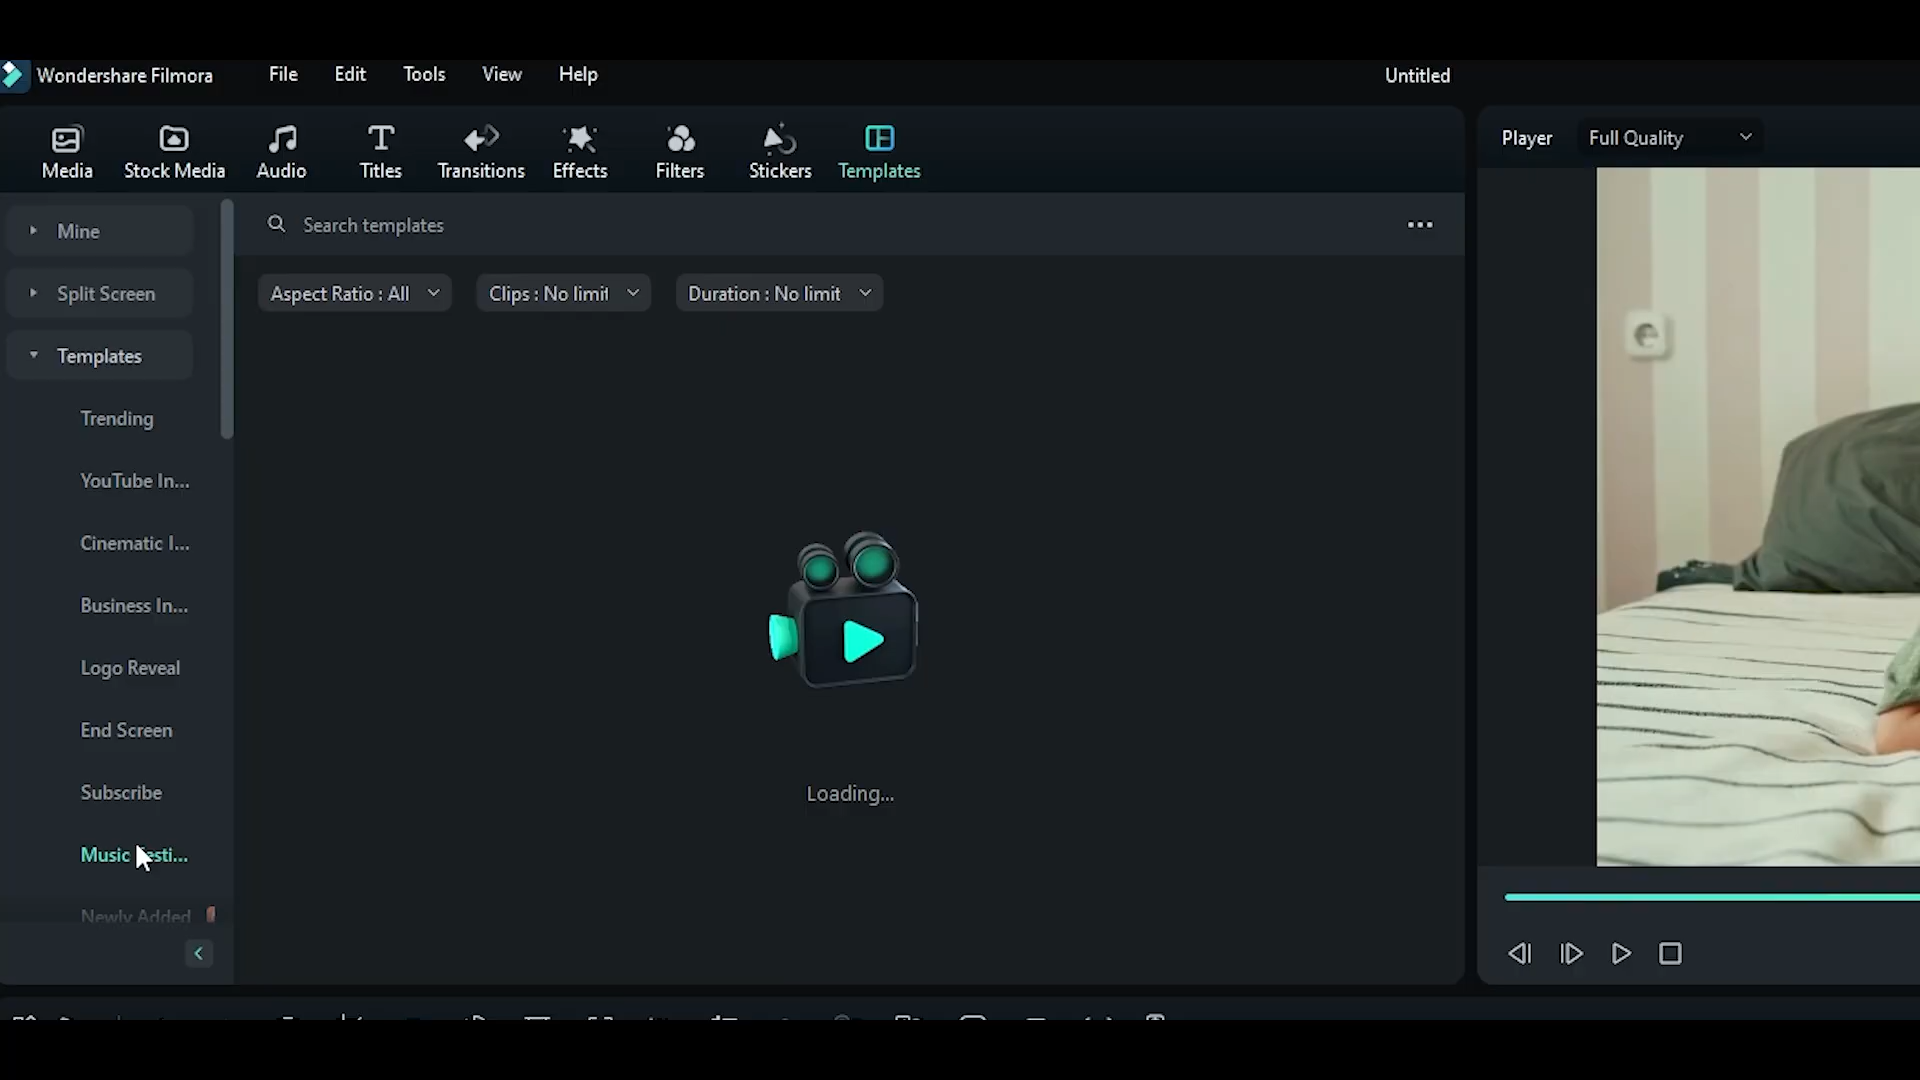 Wondershare Filmora File Edit Tools View Help Untitled
Media Stock Media Audio Titles Transitions Effects Filters Stickers Templates
Player Full Quality
Mine
Search templates
Split Screen
Aspect Ratio : All Clips : No limit Duration : No limit
Templates
Trending
YouTube In...
Cinematic I...
Business In...
Logo Reveal
End Screen
Subscribe
Loading...
Music esti...
Newly Added